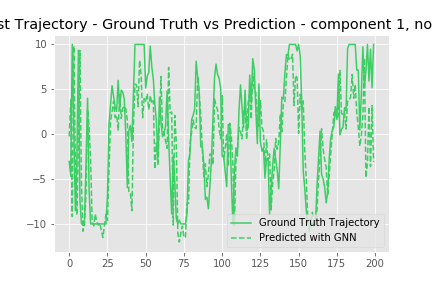 st Trajectory - Ground Truth vs Prediction - component 1, no
10
5
0
−5
−10
0 25 50 75 100 125 150 175 200
Ground Truth Trajectory
Predicted with GNN